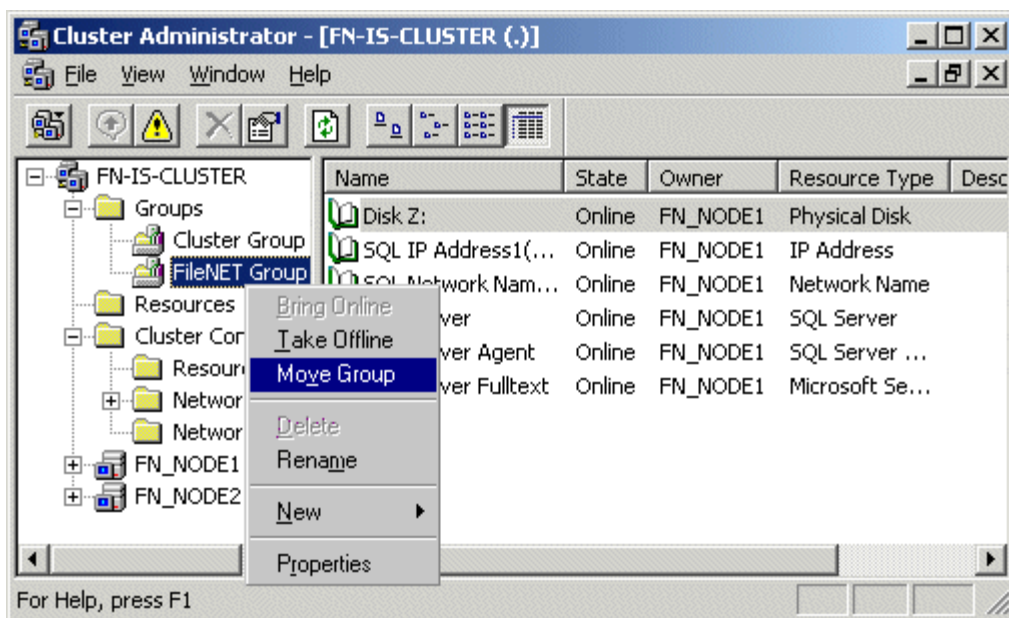 Cluster Administrator - [FN-IS-CLUSTER (.)]
File View Window Help
FN-IS-CLUSTER
Groups
Cluster Group
FileNET Group
Resources
Cluster Cor
Resour
Networ
Networ
FN_NODE1
FN_NODE2
Name State Owner Resource Type Desc
Disk Z: Online FN_NODE1 Physical Disk
SQL IP Address1(... Online FN_NODE1 IP Address
SQL Network Nam... Online FN_NODE1 Network Name
ver Online FN_NODE1 SQL Server
ver Agent Online FN_NODE1 SQL Server ...
ver Fulltext Online FN_NODE1 Microsoft Se...
Bring Online
Take Offline
Move Group
Delete
Rename
New
Properties
For Help, press F1